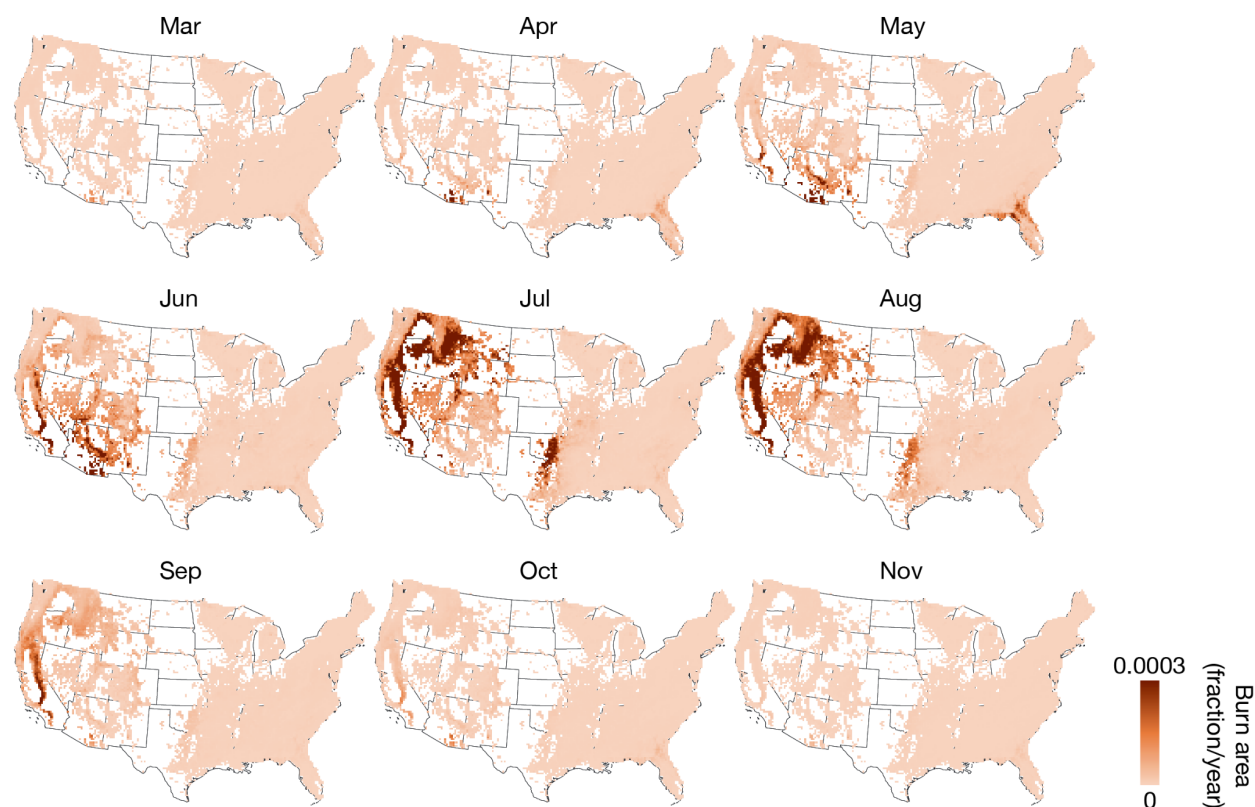 Mar
Apr
May
Jun
Jul
Aug
Sep
Oct
Nov
0.0003
0
Burn area
(fraction/year)